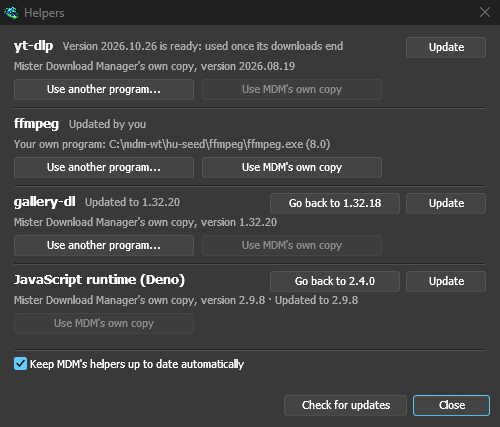 Helpers
yt-dlp Version 2026.10.26 is ready: used once its downloads end Update
Mister Download Manager's own copy, version 2026.08.19
Use another program... Use MDM's own copy
ffmpeg Updated by you
Your own program: C:\mdm-wt\hu-seed\ffmpeg\ffmpeg.exe (8.0)
Use another program... Use MDM's own copy
gallery-dl Updated to 1.32.20 Go back to 1.32.18 Update
Mister Download Manager's own copy, version 1.32.20
Use another program... Use MDM's own copy
JavaScript runtime (Deno) Go back to 2.4.0 Update
Mister Download Manager's own copy, version 2.9.8 · Updated to 2.9.8
Use MDM's own copy
Keep MDM's helpers up to date automatically
Check for updates Close